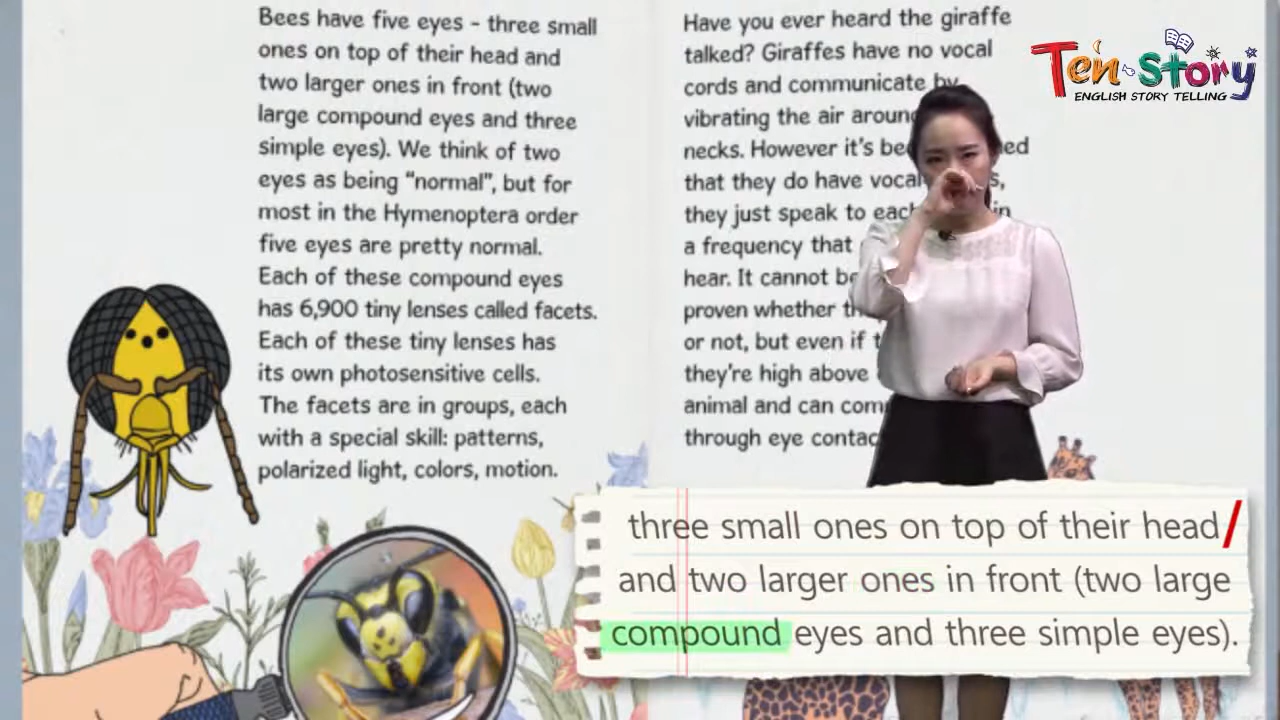 Bees have five eyes - three small
ones on top of their head and
two larger ones in front (two
large compound eyes and three
simple eyes). We think of two
eyes as being "normal", but for
most in the Hymenoptera order
five eyes are pretty normal.
Each of these compound eyes
has 6,900 tiny lenses called facets.
Each of these tiny lenses has
its own photosensitive cells.
The facets are in groups, each
with a special skill: patterns,
polarized light, colors, motion.
Have you ever heard the giraffe
talked? Giraffes have no vocal
cords and communicate by
vibrating the air
necks. However it's
that they do have
they just speak to
a frequency that
hear. It cannot
proven whether
or not, but even if
they're high above
animal and can
through eye
Ten Story
ENGLISH STORY TELLING
three small ones on top of their head/
and two larger ones in front (two large
compound eyes and three simple eyes).